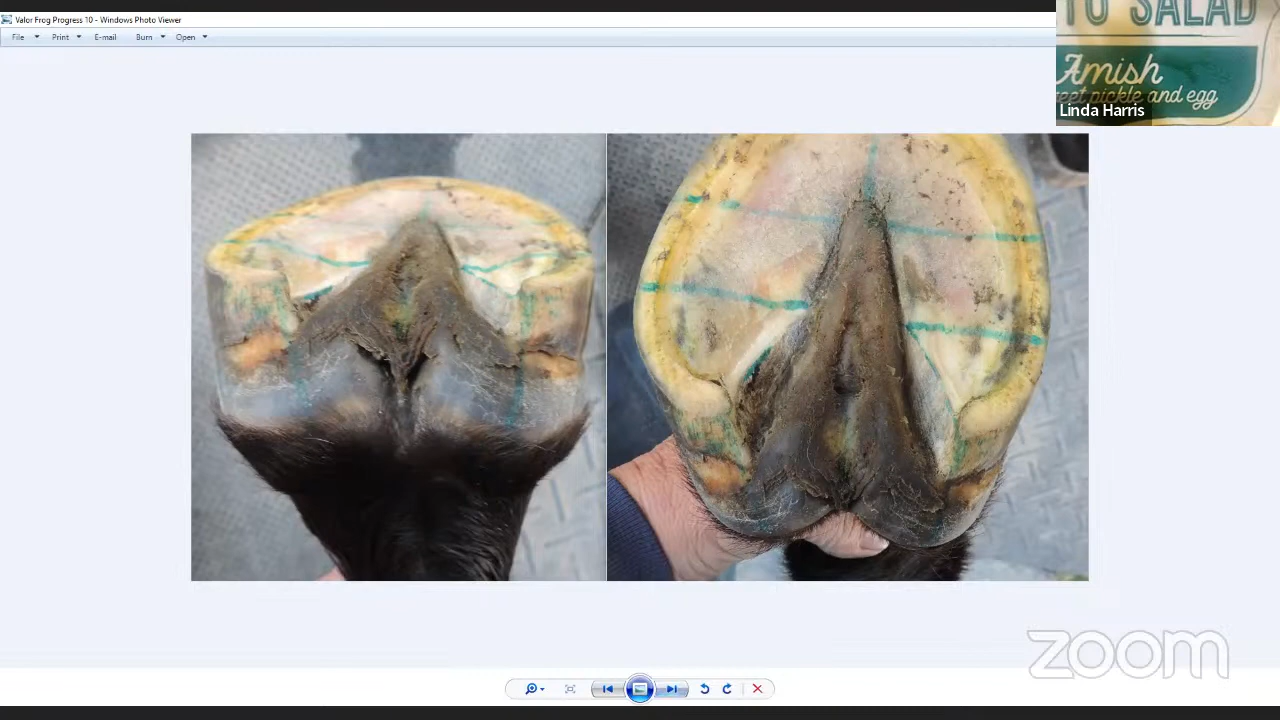 Valor Frog Progress 10 - Windows Photo Viewer
File Print E-mail Burn Open
TO SALAD
Amish
pickle and egg
Linda Harris
zoom